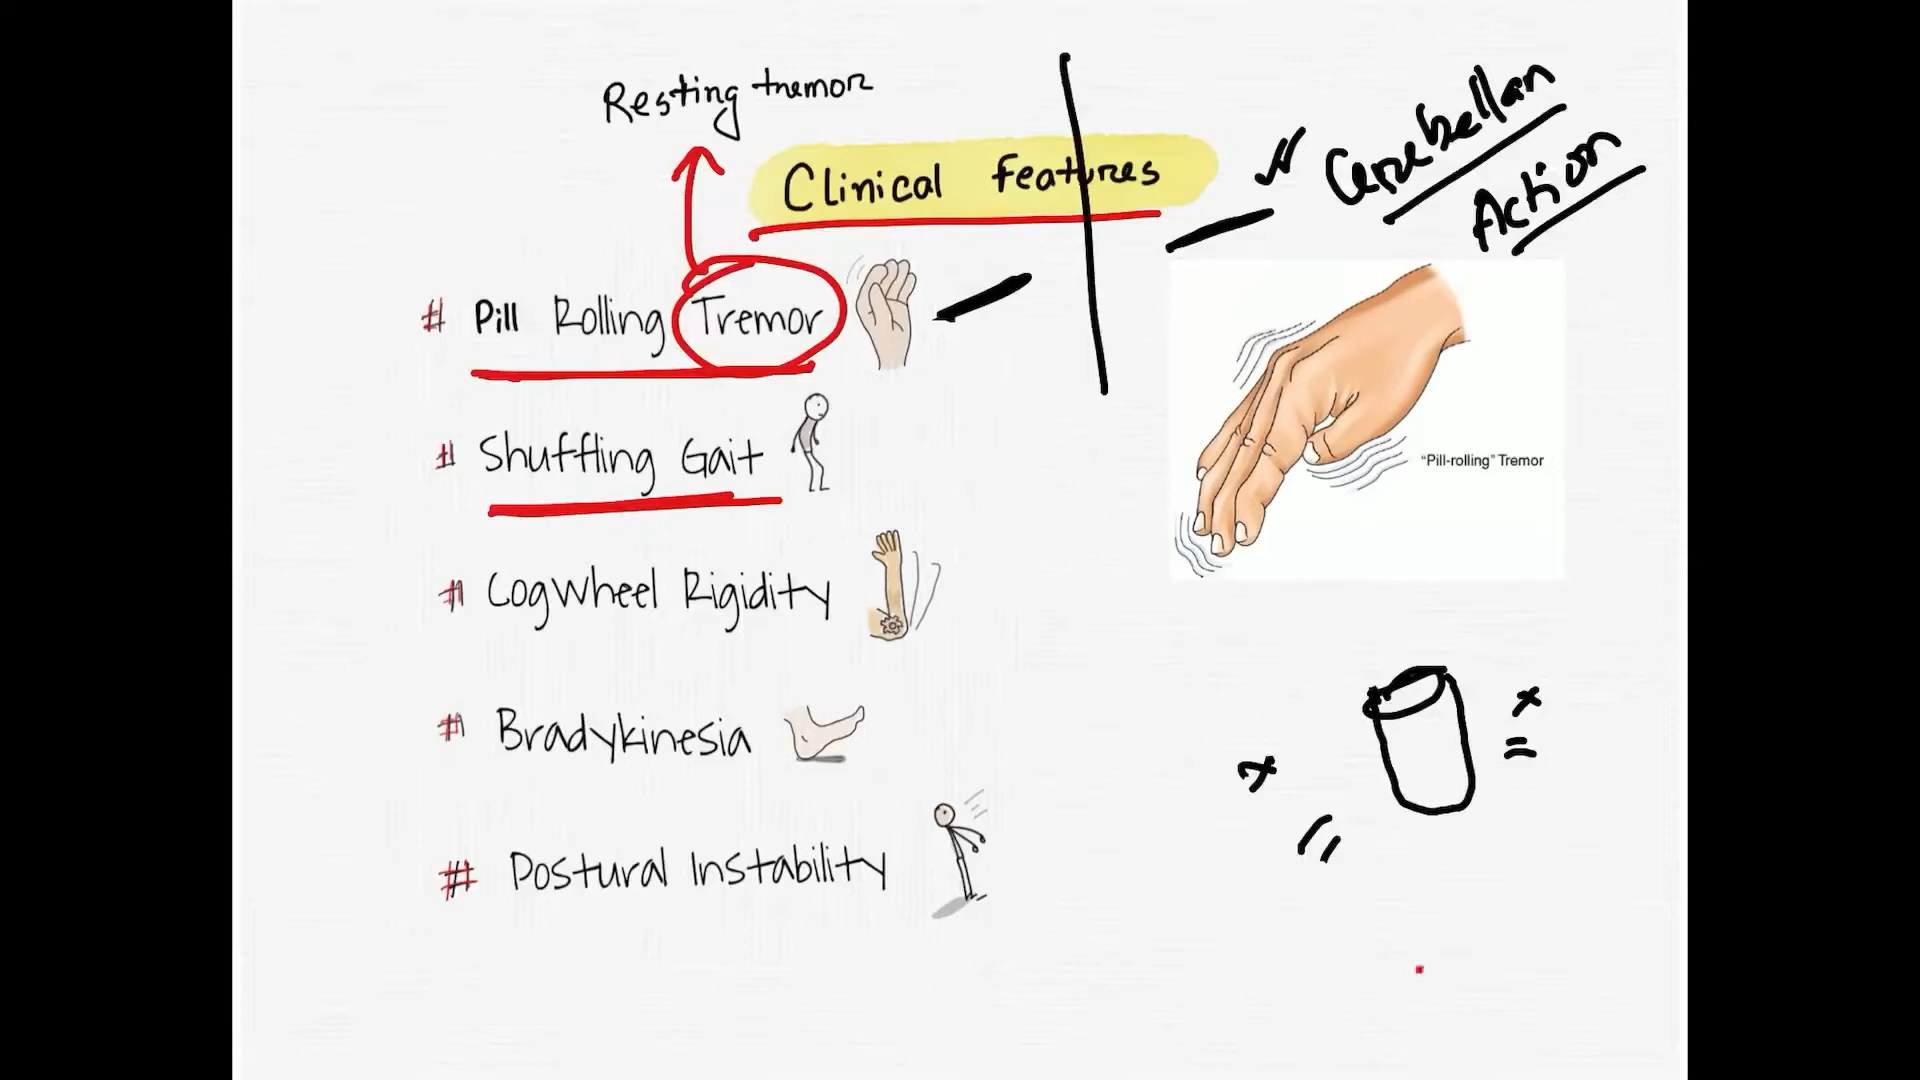 Resting tremor
Clinical features
Cerebellar
Action
# Pill Rolling Tremor
"Pill-rolling" Tremor
# Shuffling Gait
# Cogwheel Rigidity
# Bradykinesia
# Postural Instability